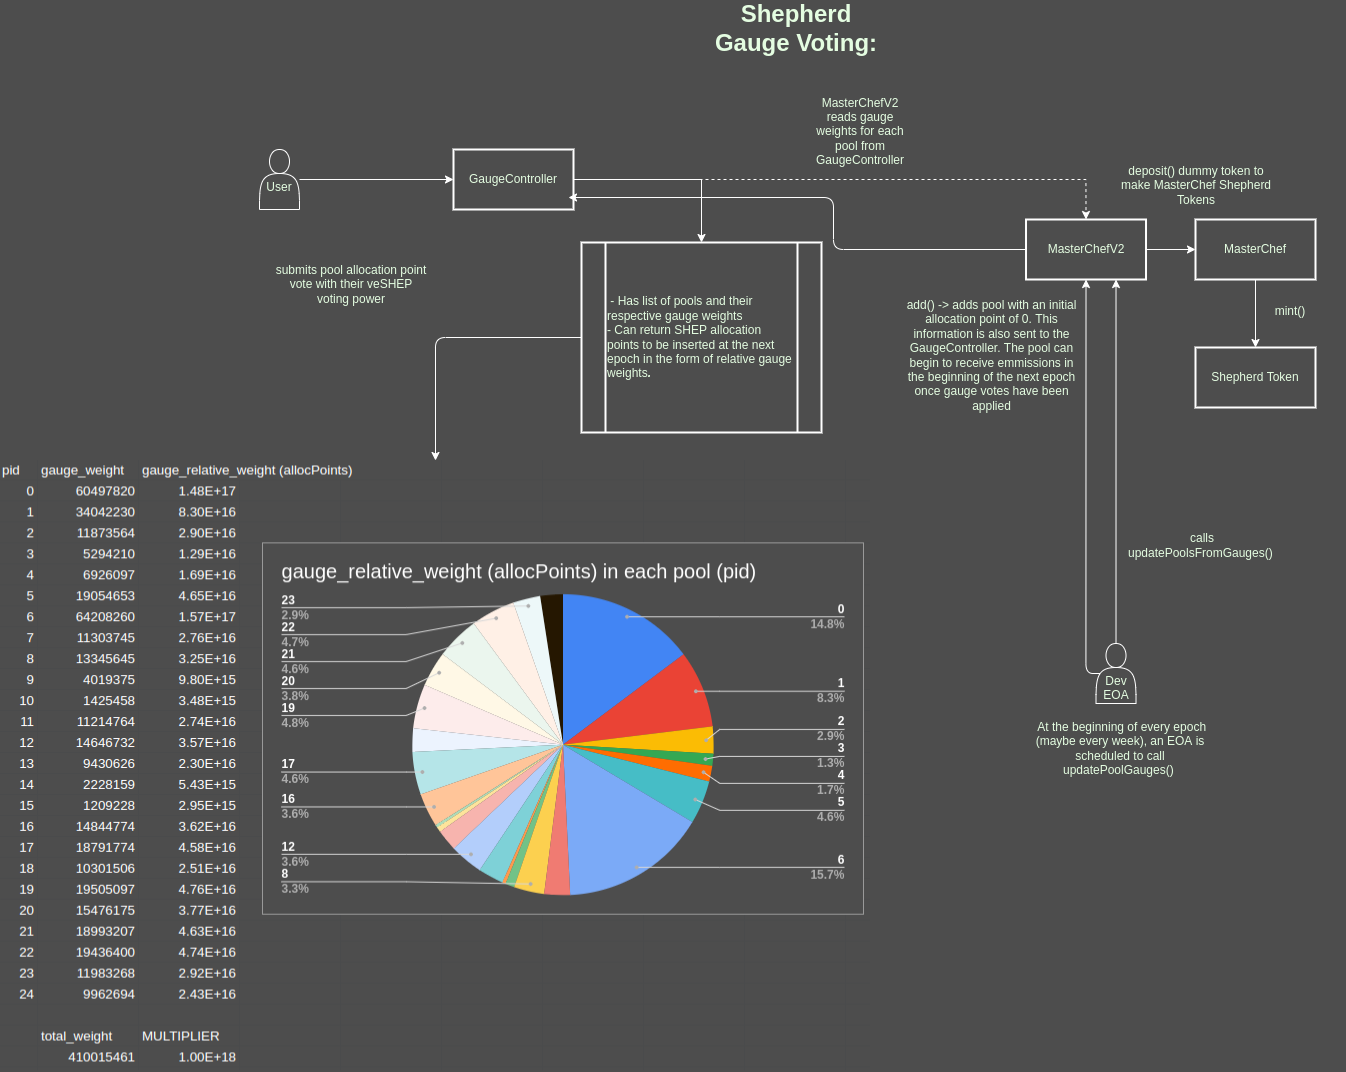 Shepherd
Gauge Voting:
MasterChefV2
reads gauge
weights for each
pool from
GaugeController
User
GaugeController
deposit() dummy token to
make MasterChef Shepherd
Tokens
MasterChefV2
MasterChef
submits pool allocation point
vote with their veSHEP
voting power
- Has list of pools and their
respective gauge weights
- Can return SHEP allocation
points to be inserted at the next
epoch in the form of relative gauge
weights.
add() -> adds pool with an initial
allocation point of 0. This
information is also sent to the
GaugeController. The pool can
begin to receive emmissions in
the beginning of the next epoch
once gauge votes have been
applied
mint()
Shepherd Token
calls
updatePoolsFromGauges()
Dev
EOA
At the beginning of every epoch
(maybe every week), an EOA is
scheduled to call
updatePoolGauges()
pid gauge_weight gauge_relative_weight (allocPoints)
0 60497820 1.48E+17
1 34042230 8.30E+16
2 11873564 2.90E+16
3 5294210 1.29E+16
4 6926097 1.69E+16
5 19054653 4.65E+16
6 64208260 1.57E+17
7 11303745 2.76E+16
8 13345645 3.25E+16
9 4019375 9.80E+15
10 1425458 3.48E+15
11 11214764 2.74E+16
12 14646732 3.57E+16
13 9430626 2.30E+16
14 2228159 5.43E+15
15 1209228 2.95E+15
16 14844774 3.62E+16
17 18791774 4.58E+16
18 10301506 2.51E+16
19 19505097 4.76E+16
20 15476175 3.77E+16
21 18993207 4.63E+16
22 19436400 4.74E+16
23 11983268 2.92E+16
24 9962694 2.43E+16
total_weight MULTIPLIER
410015461 1.00E+18
gauge_relative_weight (allocPoints) in each pool (pid)
23
2.9%
22
4.7%
21
4.6%
20
3.8%
19
4.8%
17
4.6%
16
3.6%
12
3.6%
8
3.3%
0
14.8%
1
8.3%
2
2.9%
3
1.3%
4
1.7%
5
4.6%
6
15.7%